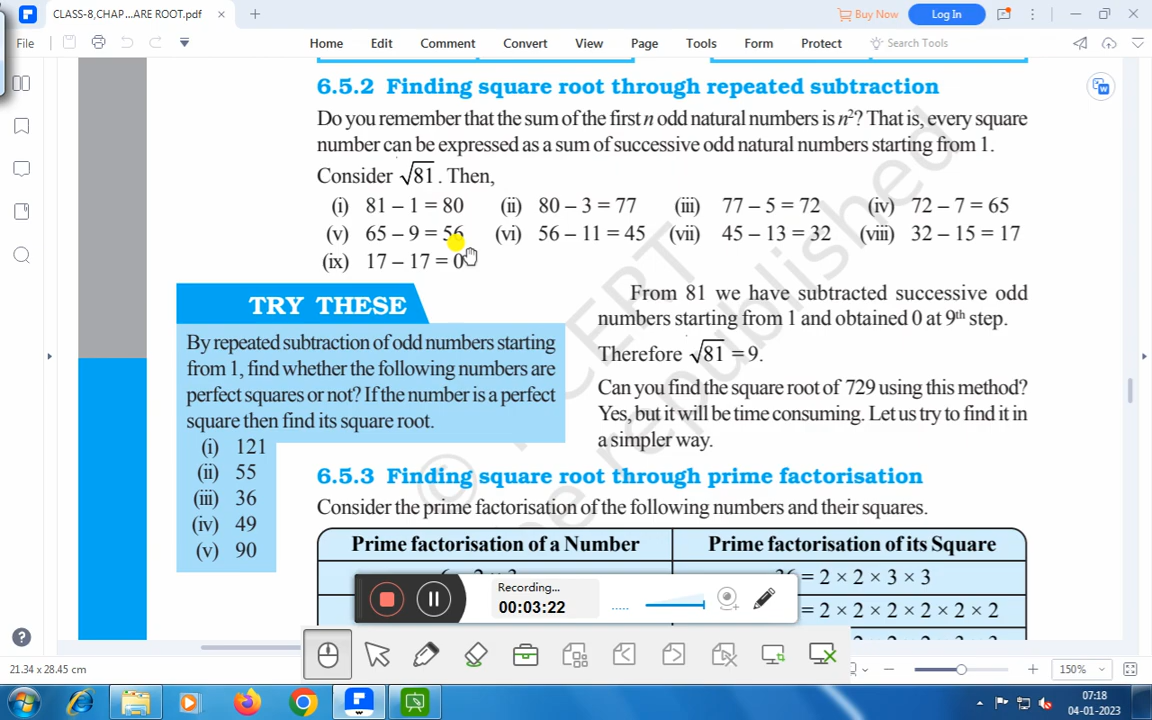 CLASS-8,CHAP ...ARE ROOT.pdf
Buy Now
Log In
File
Home
Edit
Comment
Convert
View
Page
Tools
Form
Protect
Search Tools
6.5.2 Finding square root through repeated subtraction
Do you remember that the sum of the first n odd natural numbers is n²? That is, every square
number can be expressed as a sum of successive odd natural numbers starting from 1.
Consider √81. Then,
(i) 81 – 1 = 80 (ii) 80 – 3 = 77 (iii) 77 – 5 = 72 (iv) 72 – 7 = 65
(v) 65 – 9 = 56 (vi) 56 – 11 = 45 (vii) 45 – 13 = 32 (viii) 32 – 15 = 17
(ix) 17 – 17 = 0
TRY THESE
By repeated subtraction of odd numbers starting
from 1, find whether the following numbers are
perfect squares or not? If the number is a perfect
square then find its square root.
(i) 121
(ii) 55
(iii) 36
(iv) 49
(v) 90
From 81 we have subtracted successive odd
numbers starting from 1 and obtained 0 at 9th step.
Therefore √81 = 9.
Can you find the square root of 729 using this method?
Yes, but it will be time consuming. Let us try to find it in
a simpler way.
6.5.3 Finding square root through prime factorisation
Consider the prime factorisation of the following numbers and their squares.
Prime factorisation of a Number
Prime factorisation of its Square
36 = 2 × 2 × 3 × 3
= 2 × 2 × 2 × 2 × 2 × 2
Recording...
00:03:22
21.34 x 28.45 cm
150%
07:18
04-01-2023